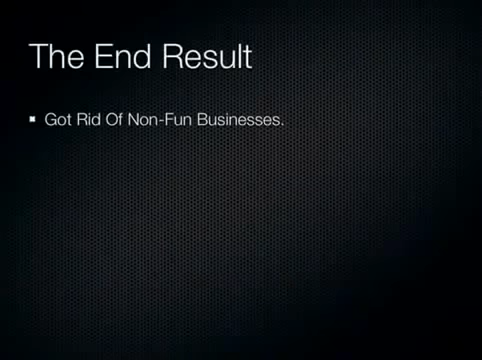 The End Result
Got Rid Of Non-Fun Businesses.